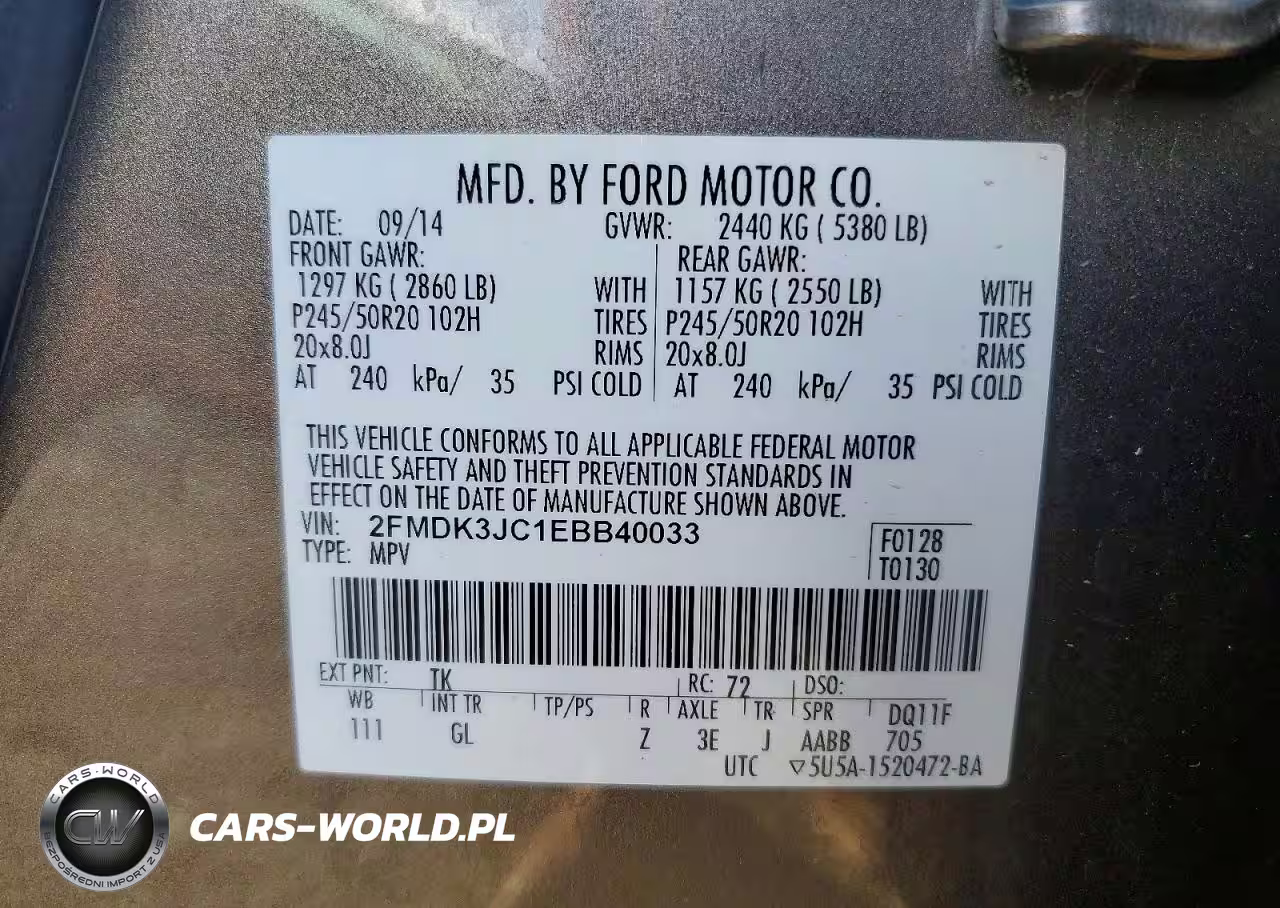 MFD. BY FORD MOTOR CO.
DATE: 09/14 GVWR: 2440 KG ( 5380 LB)
FRONT GAWR: REAR GAWR:
1297 KG ( 2860 LB) WITH 1157 KG ( 2550 LB) WITH
P245/50R20 102H TIRES P245/50R20 102H TIRES
20x8.0J RIMS 20x8.0J RIMS
AT 240 kPa/ 35 PSI COLD AT 240 kPa/ 35 PSI COLD
THIS VEHICLE CONFORMS TO ALL APPLICABLE FEDERAL MOTOR
VEHICLE SAFETY AND THEFT PREVENTION STANDARDS IN
EFFECT ON THE DATE OF MANUFACTURE SHOWN ABOVE.
VIN: 2FMDK3JC1EBB40033 F0128
TYPE: MPV T0130
EXT PNT: TK RC: 72 DSO:
WB INT TR TP/PS R AXLE TR SPR DQ11F
111 GL Z 3E J AABB 705
UTC ▽5U5A-1520472-BA
CARS-WORLD
CW
BEZPOŚREDNI IMPORT Z USA
CARS-WORLD.PL